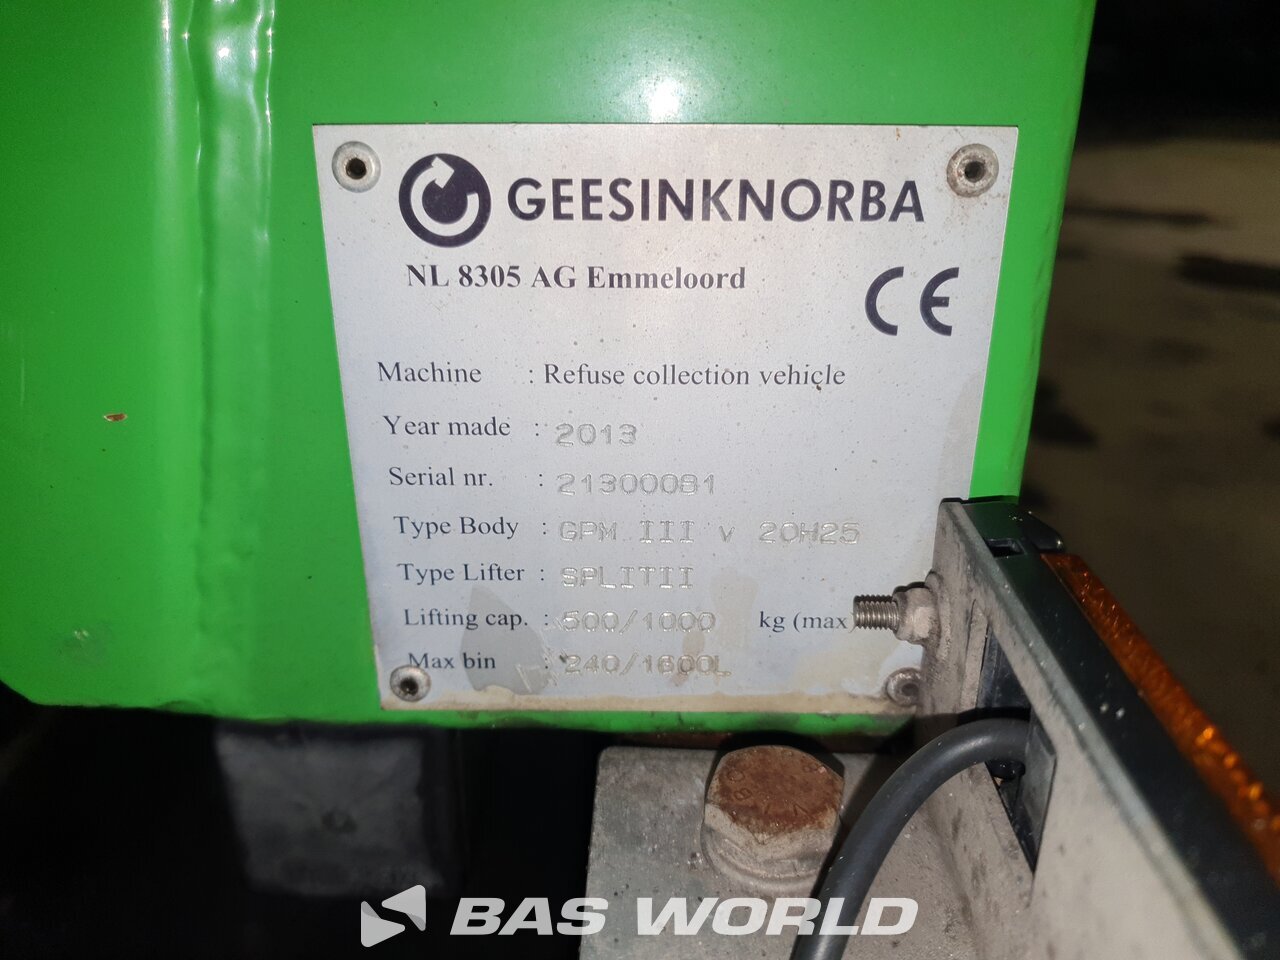 GEESINKNORBA
NL 8305 AG Emmeloord
CE
Machine : Refuse collection vehicle
Year made : 2013
Serial nr. : 21300081
Type Body : GPM III v 20H25
Type Lifter : SPLITII
Lifting cap. : 500/1000 kg (max)
Max bin : 240/1600L
BAS WORLD